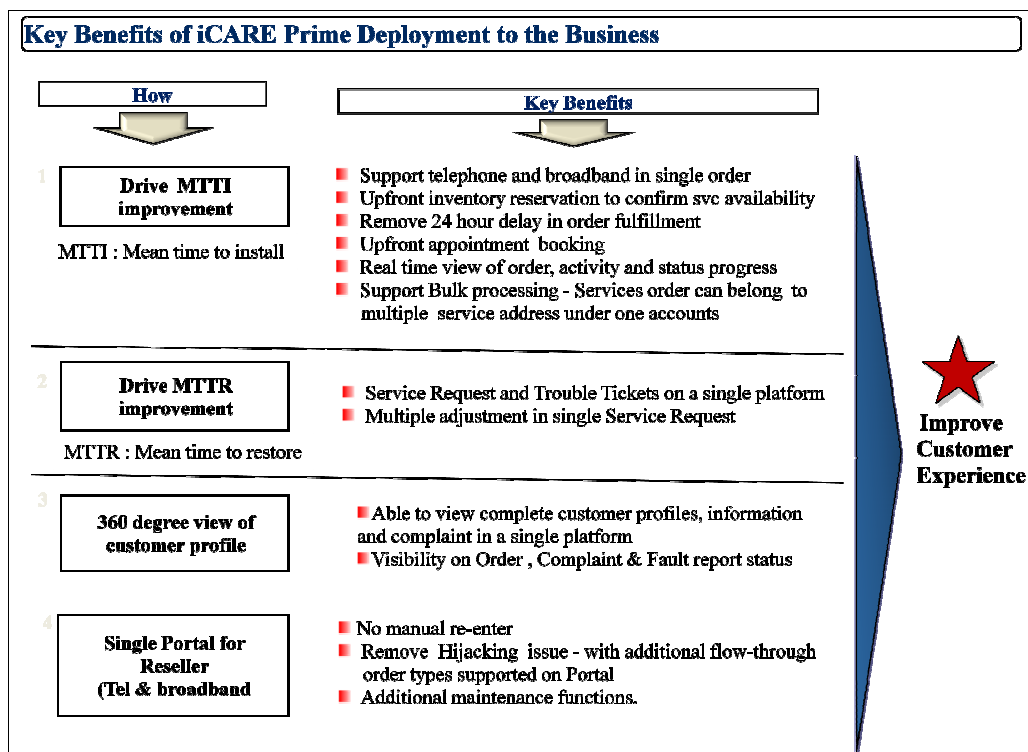 Key Benefits of iCARE Prime Deployment to the Business
How
Key Benefits
1
Drive MTTI
improvement
MTTI : Mean time to install
Support telephone and broadband in single order
Upfront inventory reservation to confirm svc availability
Remove 24 hour delay in order fulfillment
Upfront appointment booking
Real time view of order, activity and status progress
Support Bulk processing - Services order can belong to
multiple service address under one accounts
2
Drive MTTR
improvement
MTTR : Mean time to restore
Service Request and Trouble Tickets on a single platform
Multiple adjustment in single Service Request
3
360 degree view of
customer profile
Able to view complete customer profiles, information
and complaint in a single platform
Visibility on Order , Complaint & Fault report status
4
Single Portal for
Reseller
(Tel & broadband
No manual re-enter
Remove Hijacking issue - with additional flow-through
order types supported on Portal
Additional maintenance functions.
Improve
Customer
Experience